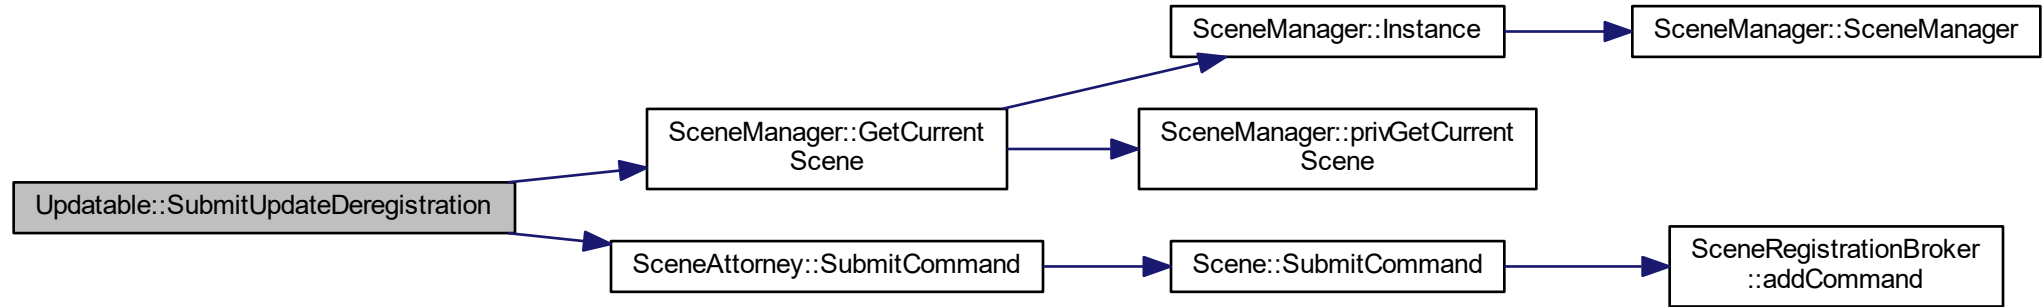 SceneManager::Instance
SceneManager::SceneManager
SceneManager::GetCurrent
Scene
SceneManager::privGetCurrent
Scene
Updatable::SubmitUpdateDeregistration
SceneAttorney::SubmitCommand
Scene::SubmitCommand
SceneRegistrationBroker
::addCommand